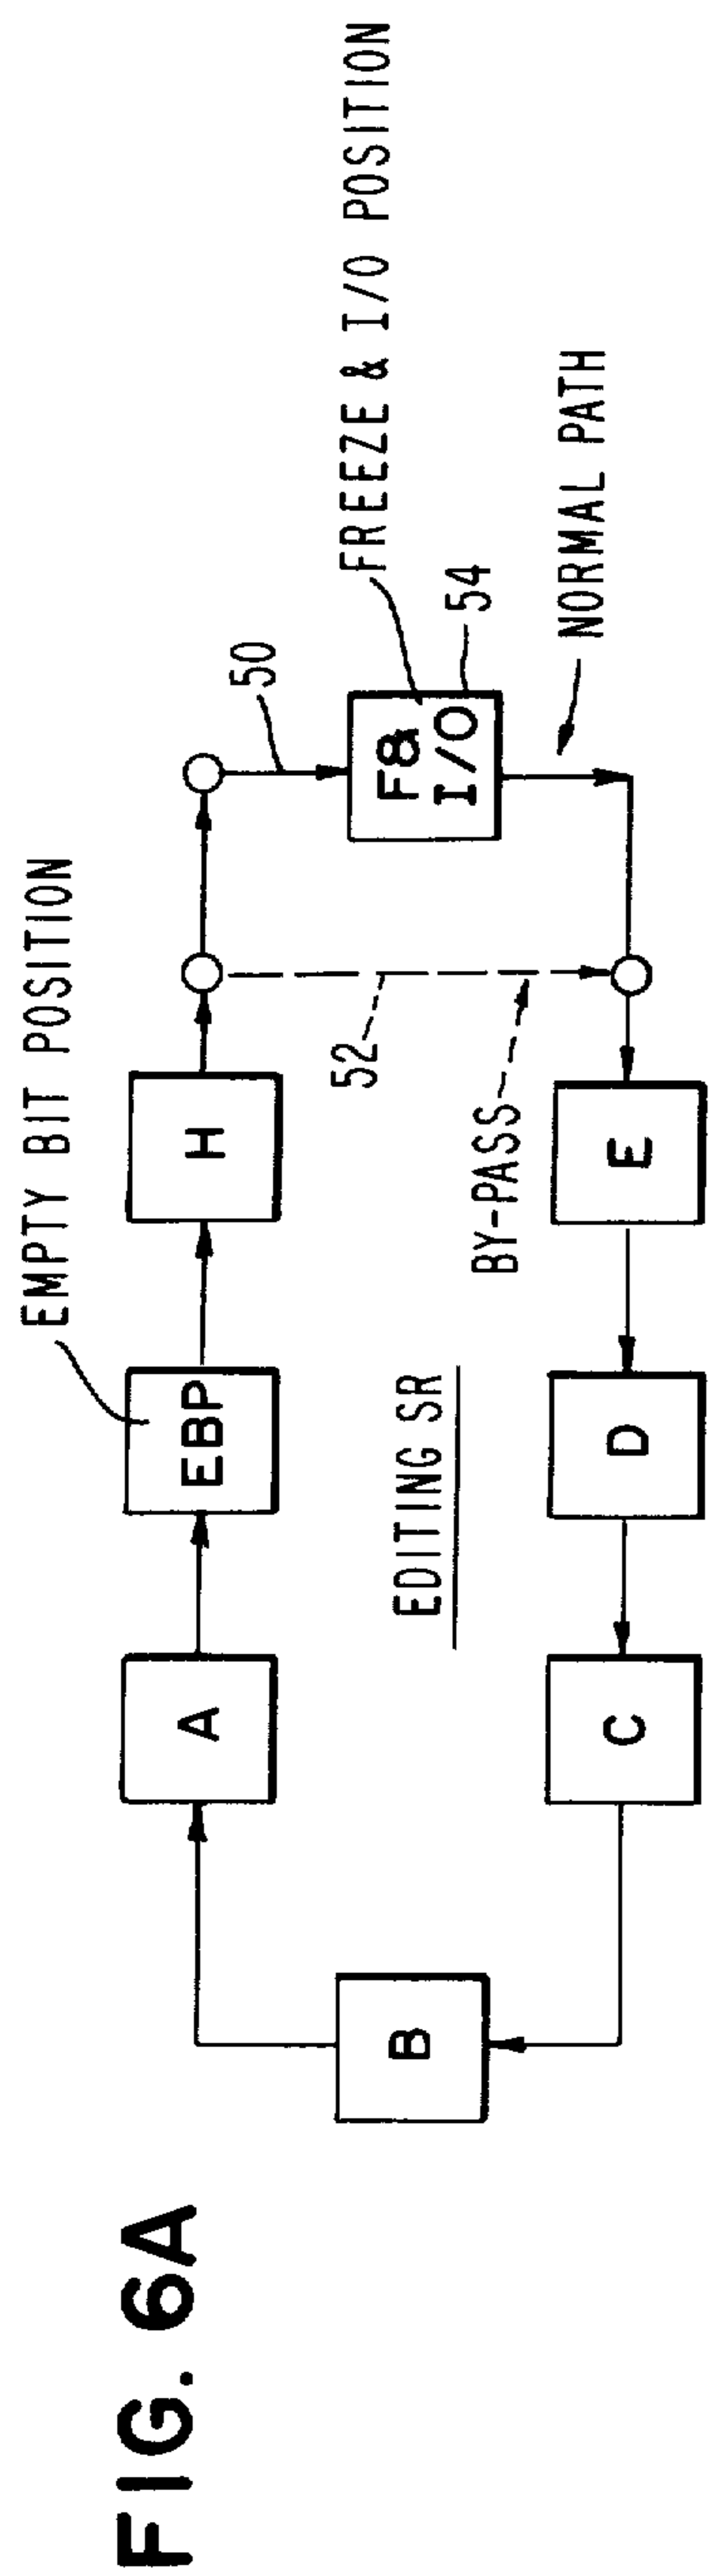 FIG. 6A
EMPTY BIT POSITION
A
EBP
H
50
FREEZE & I/O POSITION
B
EDITING SR
52
BY-PASS
F&
I/O
54
NORMAL PATH
C
D
E